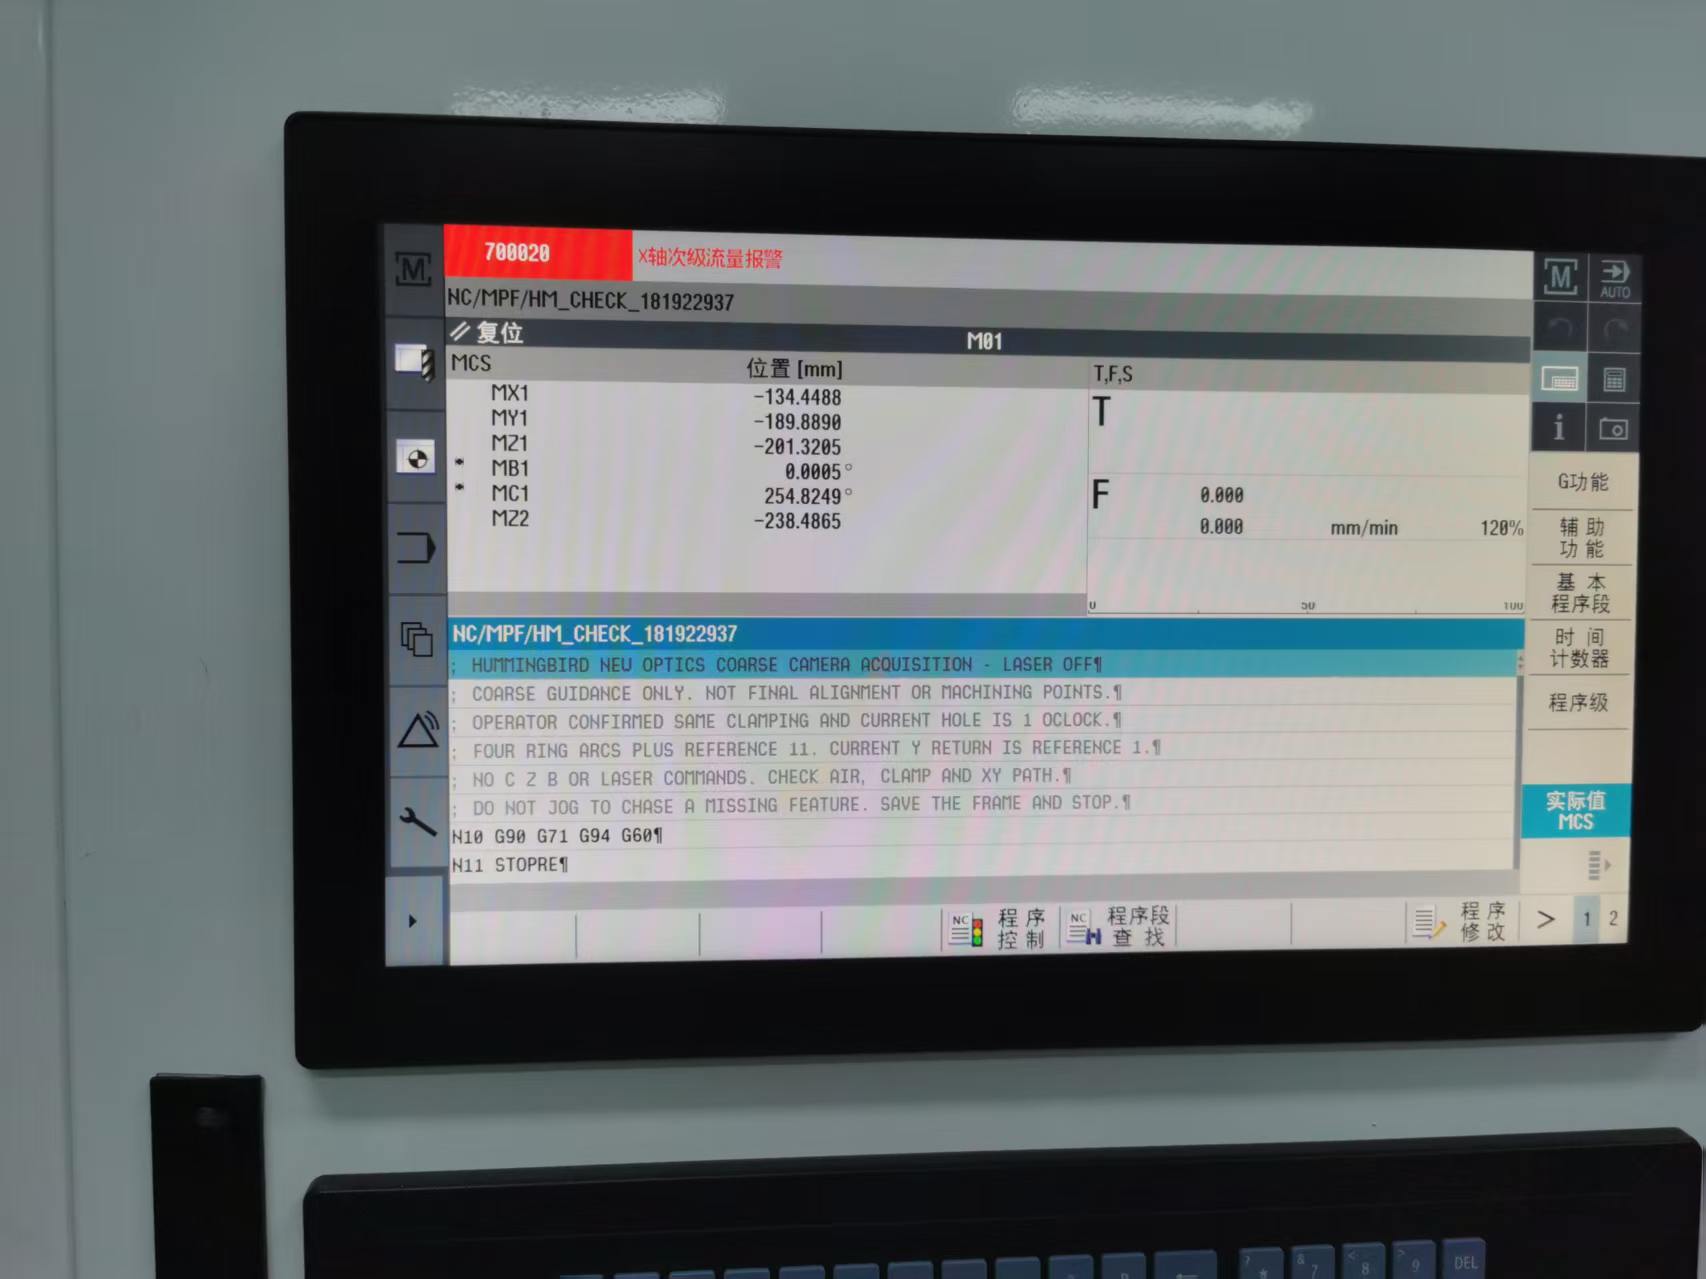 700020 X轴次级流量报警
M
M AUTO
NC/MPF/HM_CHECK_181922937
复位 M01
MCS 位置 [mm] T,F,S
MX1 -134.4488
MY1 -189.8890
MZ1 -201.3205
MB1 0.0005°
MC1 254.8249°
MZ2 -238.4865
T
F 0.000
0.000 mm/min 120%
0 50 100
NC/MPF/HM_CHECK_181922937
; HUMMINGBIRD NEW OPTICS COARSE CAMERA ACQUISITION - LASER OFF¶
; COARSE GUIDANCE ONLY. NOT FINAL ALIGNMENT OR MACHINING POINTS.¶
; OPERATOR CONFIRMED SAME CLAMPING AND CURRENT HOLE IS 1 OCLOCK.¶
; FOUR RING ARCS PLUS REFERENCE 11. CURRENT Y RETURN IS REFERENCE 1.¶
; NO C Z B OR LASER COMMANDS. CHECK AIR, CLAMP AND XY PATH.¶
; DO NOT JOG TO CHASE A MISSING FEATURE. SAVE THE FRAME AND STOP.¶
N10 G90 G71 G94 G60¶
N11 STOPRE¶
i
G功能
辅助
功能
基本
程序段
时间
计数器
程序级
实际值
MCS
NC 程序
控制
NC 程序段
查找
程序
修改
> 1 2
? * & 7 < 8 > 9 DEL